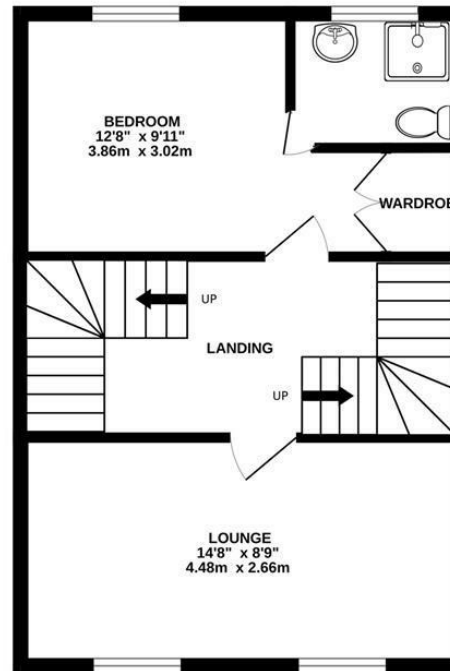 BEDROOM
12'8" x 9'11"
3.86m x 3.02m
WARDROB
UP
LANDING
UP
LOUNGE
14'8" x 8'9"
4.48m x 2.66m